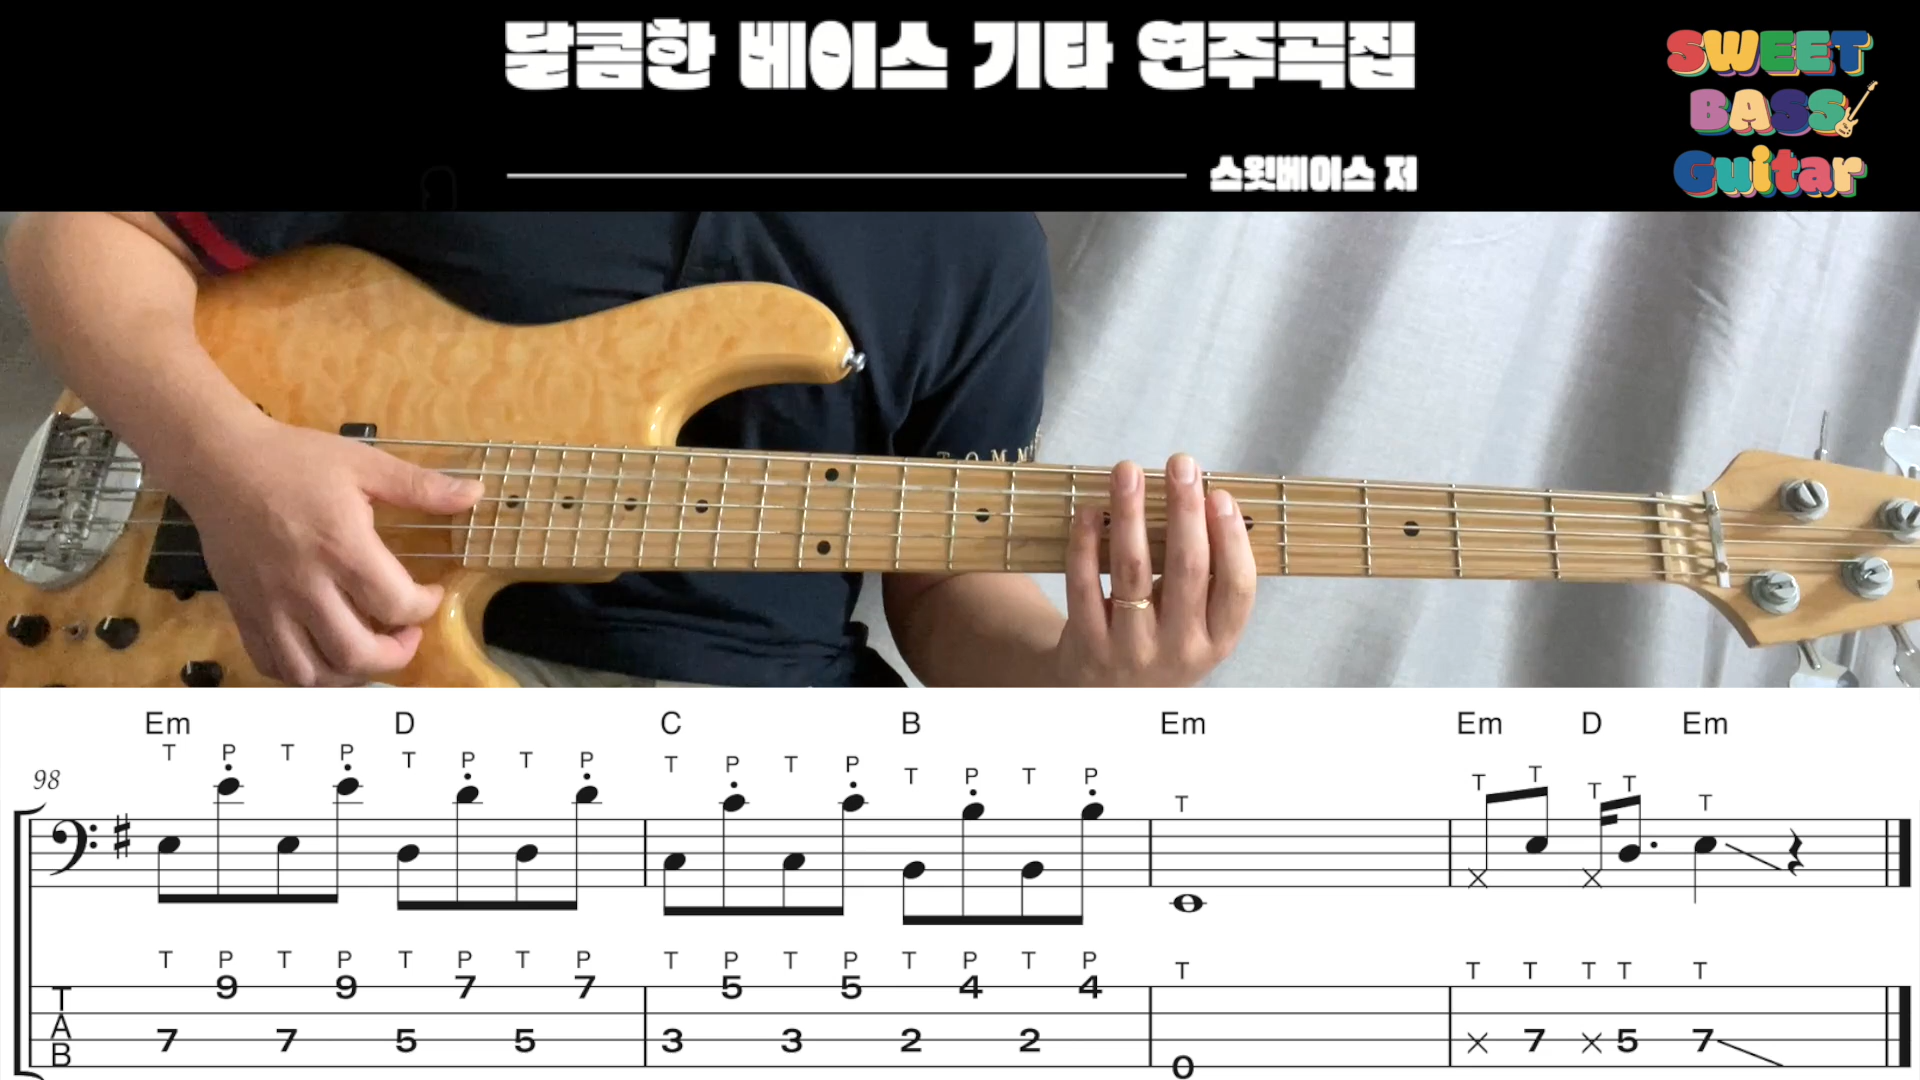 달콤한 베이스 기타 연주곡집
스윗베이스 저
SWEET
BASS
Guitar
TOMM
Em D C B Em Em D Em
T P T P T P T P T P T P T P T P T T T T T T
98
T P T P T P T P T P T P T P T P T T T T T T
9 9 7 7 5 5 4 4
7 7 5 5 3 3 2 2 × 7 × 5 7
0
TAB